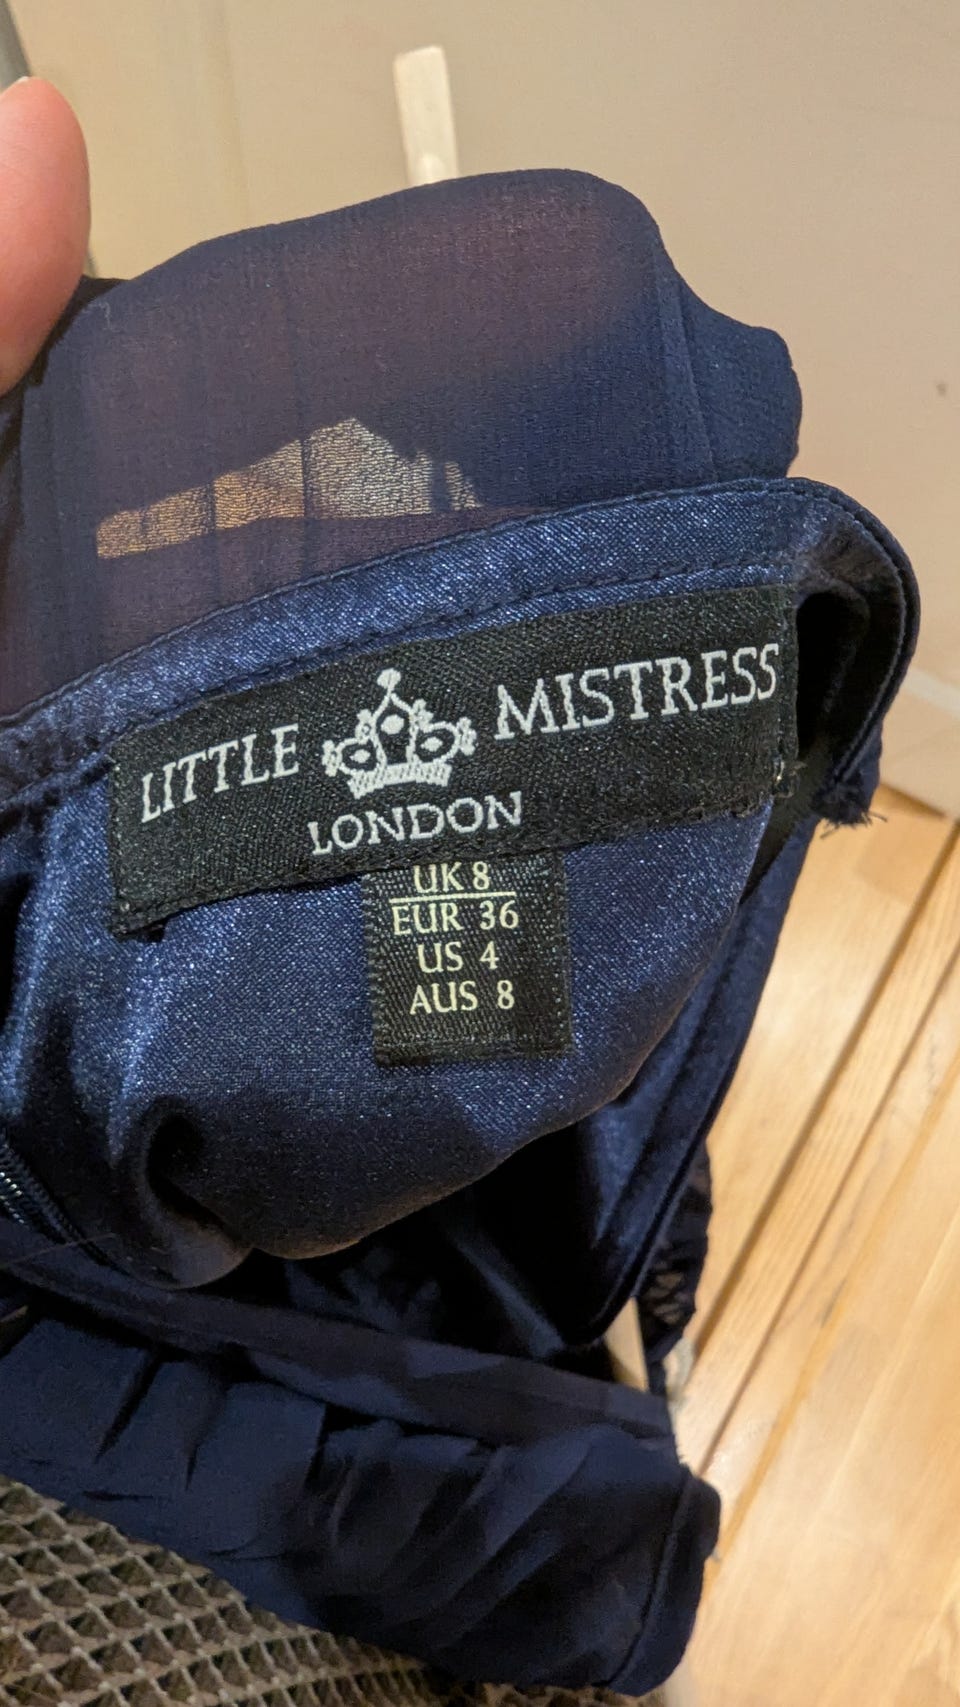 LITTLE MISTRESS
LONDON
UK 8
EUR 36
US 4
AUS 8